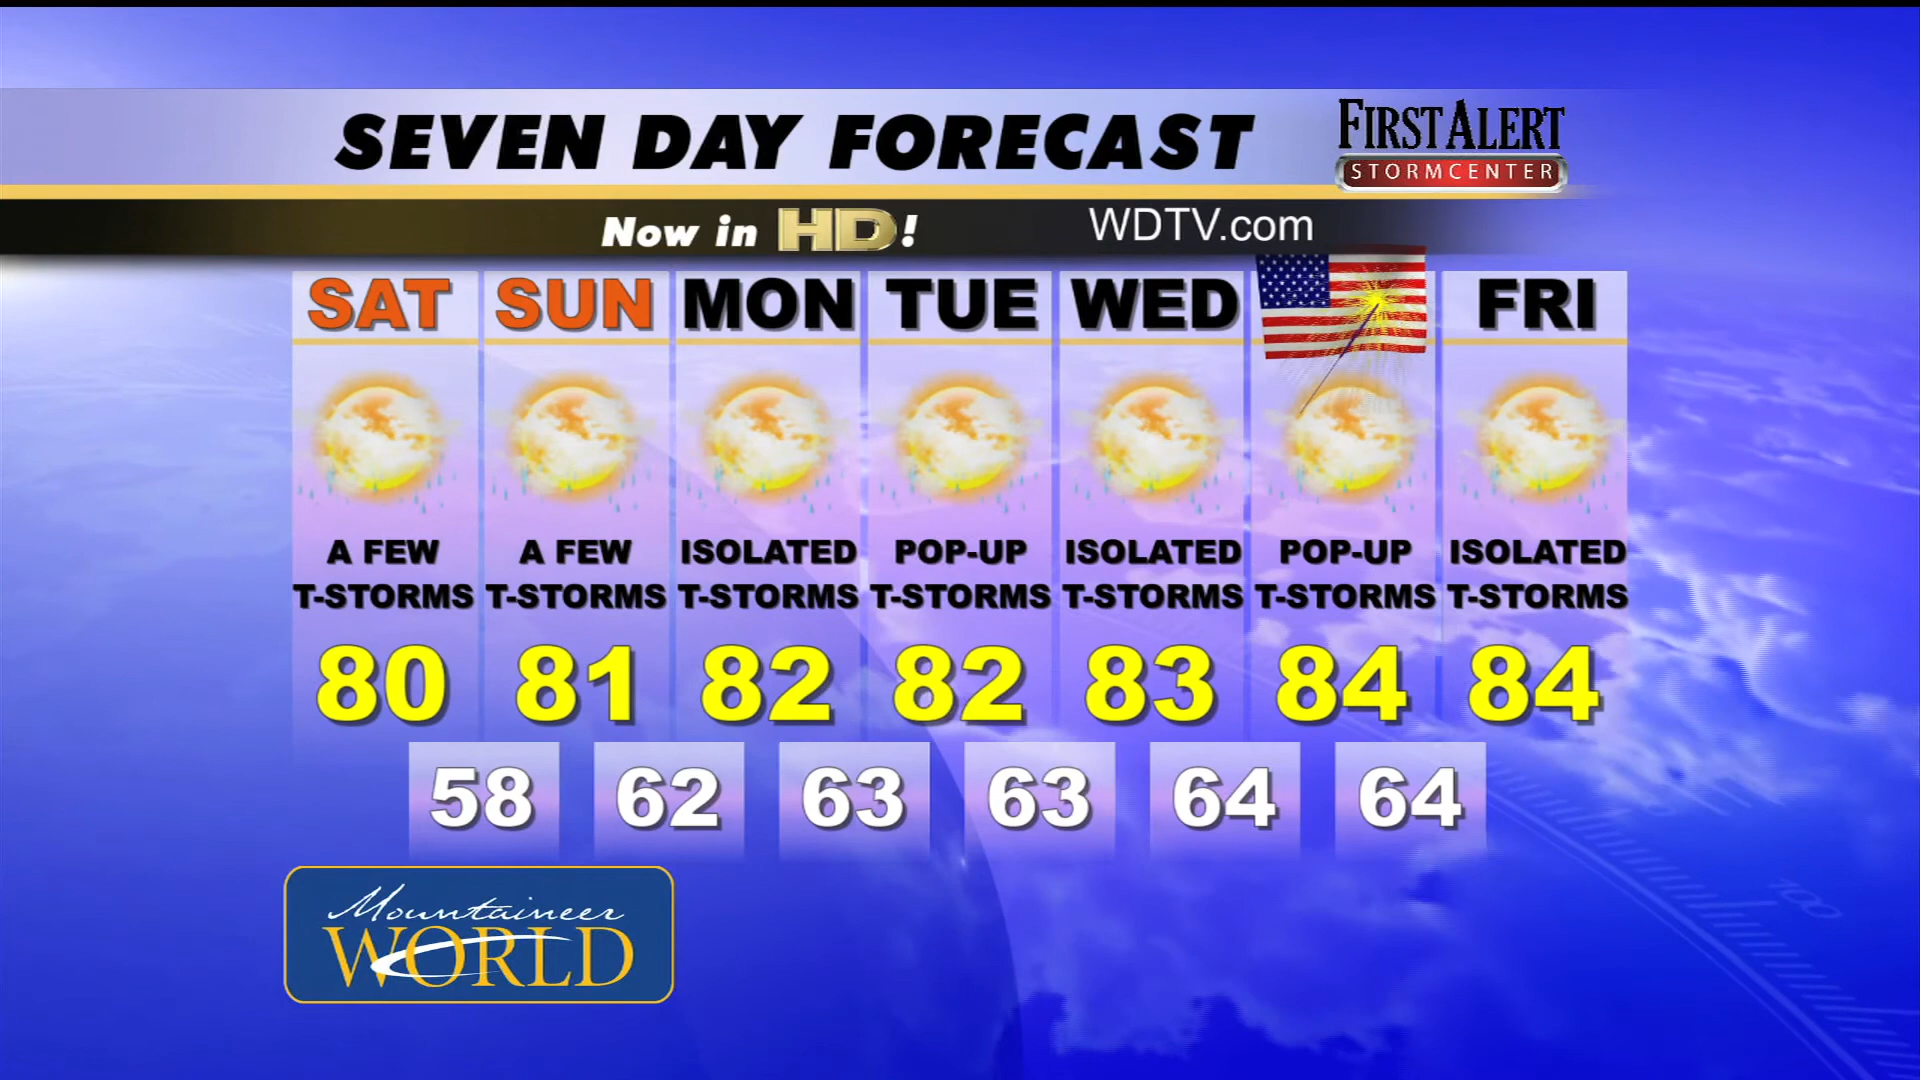 SEVEN DAY FORECAST
FIRST ALERT
STORMCENTER
Now in HD!
WDTV.com
SAT SUN MON TUE WED FRI
A FEW A FEW ISOLATED POP-UP ISOLATED POP-UP ISOLATED
T-STORMS T-STORMS T-STORMS T-STORMS T-STORMS T-STORMS T-STORMS
80 81 82 82 83 84 84
58 62 63 63 64 64
Mountaineer
WORLD